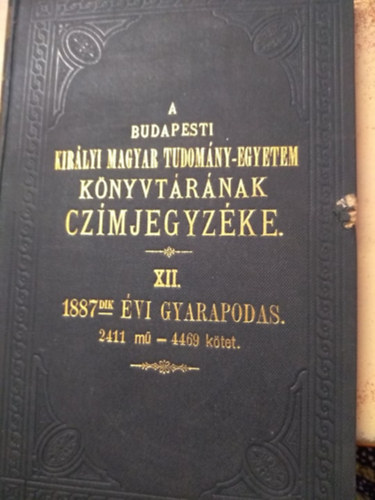 A
BUDAPESTI
KIRÁLYI MAGYAR TUDOMÁNY-EGYETEM
KÖNYVTÁRÁNAK
CZÍMJEGYZÉKE.
XII.
1887DIK ÉVI GYARAPODAS.
2411 mű — 4469 kötet.